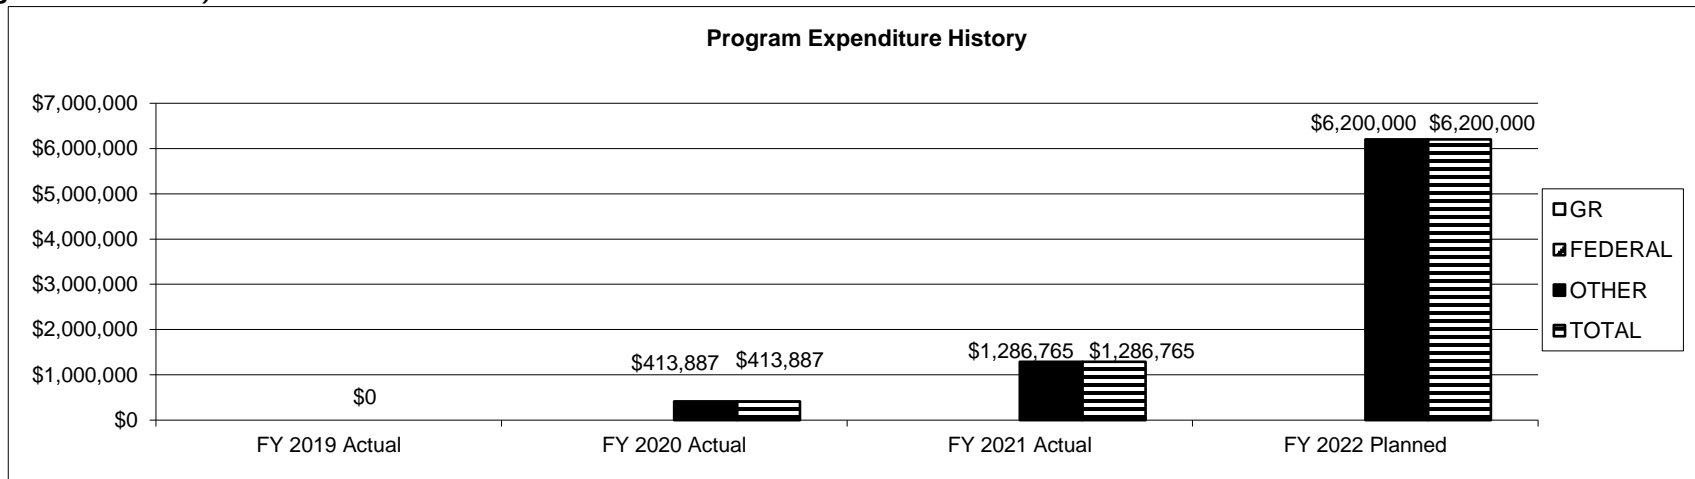 Program Expenditure History
$7,000,000
$6,000,000
$5,000,000
$4,000,000
$3,000,000
$2,000,000
$1,000,000
$0
$0
$413,887 $413,887
$1,286,765 $1,286,765
$6,200,000 $6,200,000
FY 2019 Actual FY 2020 Actual FY 2021 Actual FY 2022 Planned
GR
FEDERAL
OTHER
TOTAL